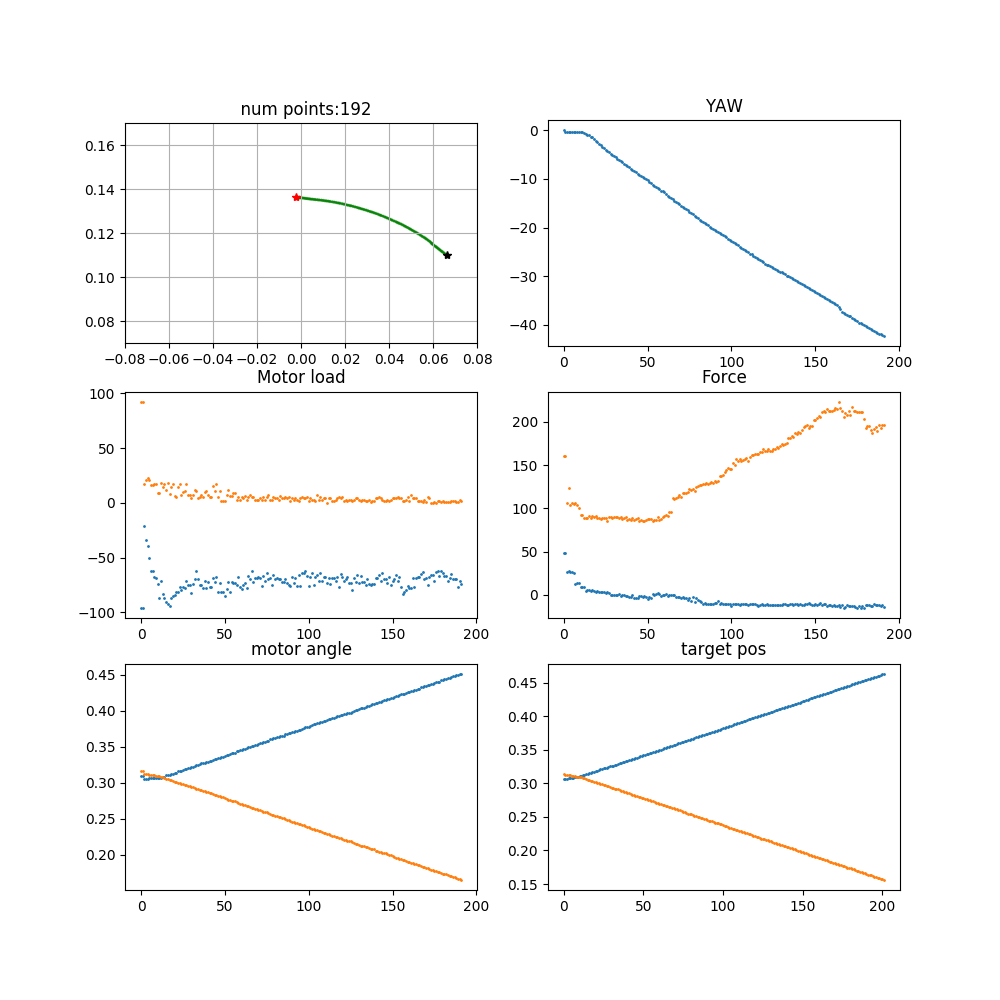 num points:192
0.16
0.14
0.12
0.10
0.08
−0.08 −0.06 −0.04 −0.02 0.00 0.02 0.04 0.06 0.08
YAW
0
−10
−20
−30
−40
0 50 100 150 200
Motor load
100
50
0
−50
−100
0 50 100 150 200
Force
200
150
100
50
0
0 50 100 150 200
motor angle
0.45
0.40
0.35
0.30
0.25
0.20
0 50 100 150 200
target pos
0.45
0.40
0.35
0.30
0.25
0.20
0.15
0 50 100 150 200